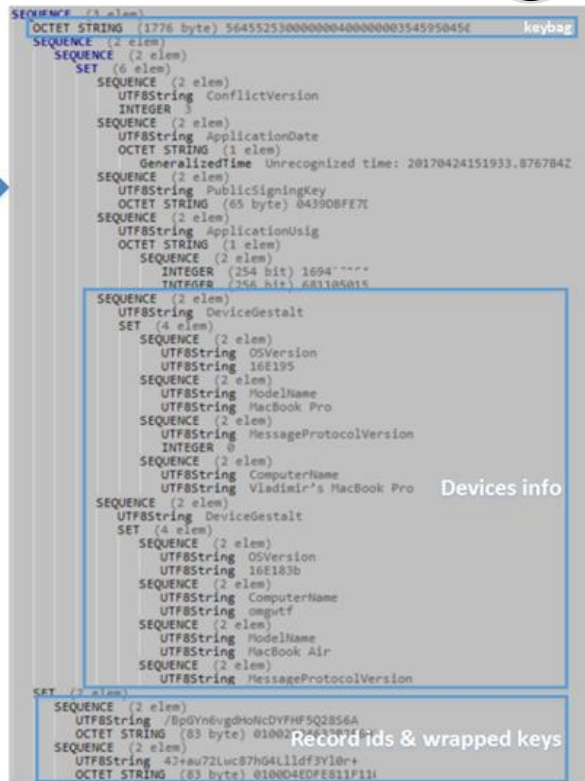 SEQUENCE (3 elem)
OCTET STRING (1776 byte) 56455253000000040000000354595045 keybag
SEQUENCE (2 elem)
SEQUENCE (2 elem)
SET (6 elem)
SEQUENCE (2 elem)
UTF8String ConflictVersion
INTEGER 3
SEQUENCE (2 elem)
UTF8String ApplicationDate
OCTET STRING (1 elem)
GeneralizedTime Unrecognized time: 20170424151933.876784Z
SEQUENCE (2 elem)
UTF8String PublicSigningKey
OCTET STRING (65 byte) 0439DBFE7
SEQUENCE (2 elem)
UTF8String ApplicationUsig
OCTET STRING (1 elem)
SEQUENCE (2 elem)
INTEGER (254 bit) 1694
INTEGER (256 bit) 681105015
SEQUENCE (2 elem)
UTF8String DeviceGestalt
SET (4 elem)
SEQUENCE (2 elem)
UTF8String OSVersion
UTF8String 16E195
SEQUENCE (2 elem)
UTF8String ModelName
UTF8String MacBook Pro
SEQUENCE (2 elem)
UTF8String MessageProtocolVersion
INTEGER 0
SEQUENCE (2 elem)
UTF8String ComputerName
UTF8String Vladimir's MacBook Pro Devices info
SEQUENCE (2 elem)
UTF8String DeviceGestalt
SET (4 elem)
SEQUENCE (2 elem)
UTF8String OSVersion
UTF8String 16E183b
SEQUENCE (2 elem)
UTF8String ComputerName
UTF8String omgwtf
SEQUENCE (2 elem)
UTF8String ModelName
UTF8String MacBook Air
SEQUENCE (2 elem)
UTF8String MessageProtocolVersion
SET (2 elem)
SEQUENCE (2 elem)
UTF8String /BpGYn6vgdHoNcDYFHF5Q28S6A
OCTET STRING (83 byte) Record ids & wrapped keys
SEQUENCE (2 elem)
UTF8String 4J+au72Luc87hG4Llldf3Yl0r+
OCTET STRING (83 byte) 0100D4EDFE811F11